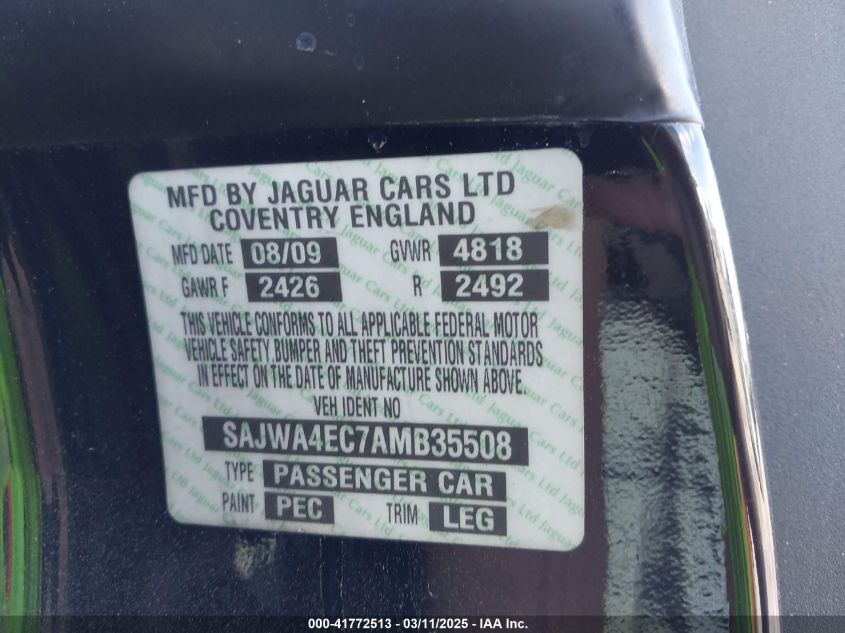 MFD BY JAGUAR CARS LTD
COVENTRY ENGLAND
MFD DATE 08/09 GVWR 4818
GAWR F 2426 R 2492
THIS VEHICLE CONFORMS TO ALL APPLICABLE FEDERAL MOTOR
VEHICLE SAFETY,BUMPER AND THEFT PREVENTION STANDARDS
IN EFFECT ON THE DATE OF MANUFACTURE SHOWN ABOVE.
VEH IDENT NO
SAJWA4EC7AMB35508
TYPE PASSENGER CAR
PAINT PEC TRIM LEG
000-41772513 - 03/11/2025 - IAA Inc.